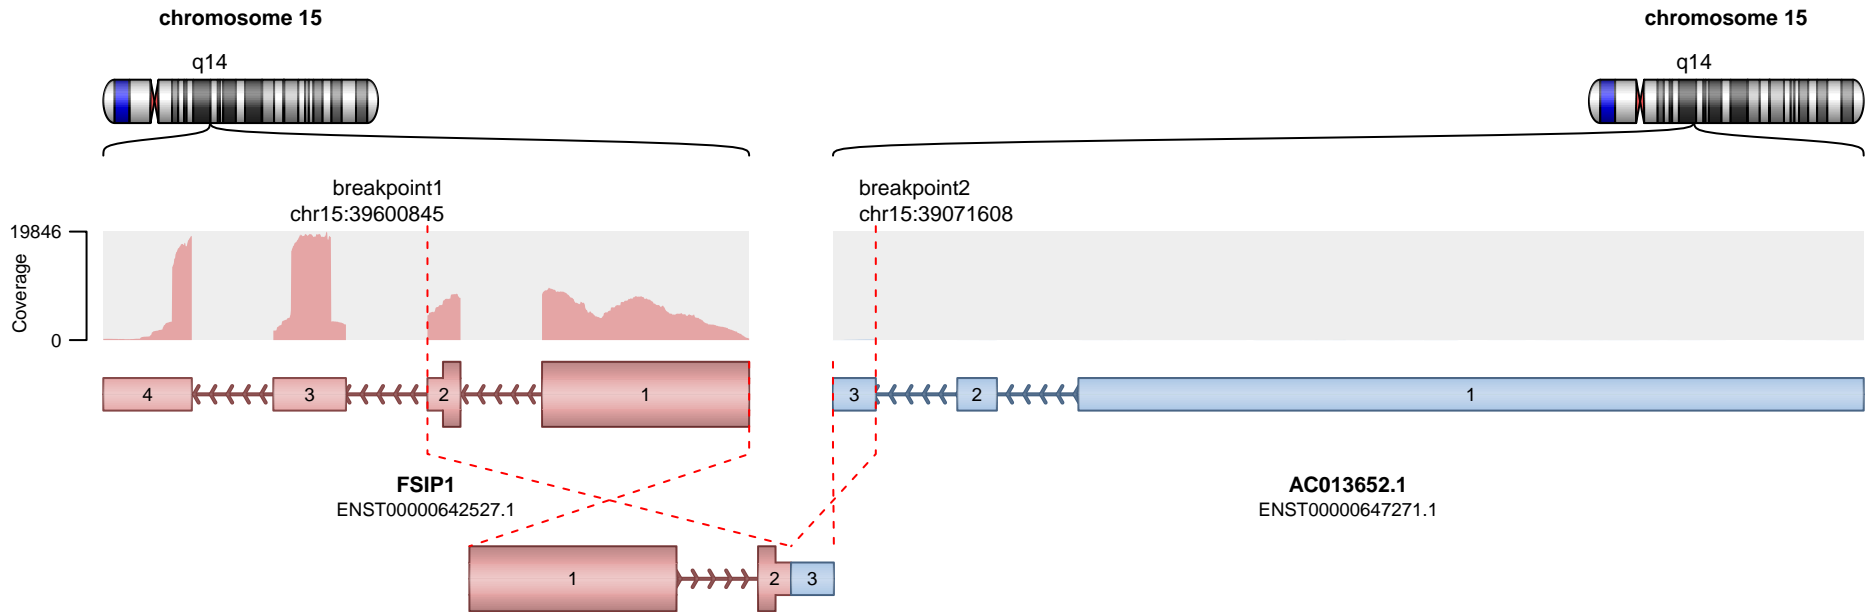 chromosome 15
chromosome 15
q14
q14
breakpoint1
chr15:39600845
breakpoint2
chr15:39071608
19846
Coverage
0
4
3
2
1
3
2
1
FSIP1
ENST00000642527.1
AC013652.1
ENST00000647271.1
1
2
3